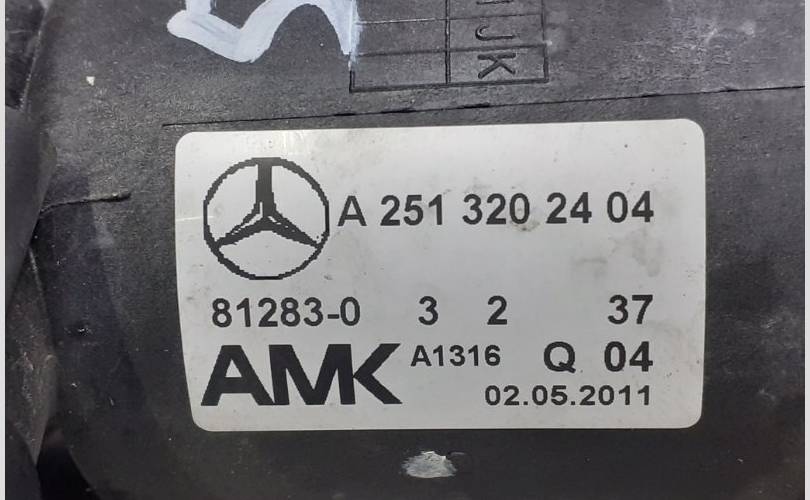 J K
A 251 320 24 04
81283-0 3 2 37
AMK A1316 Q 04
02.05.2011